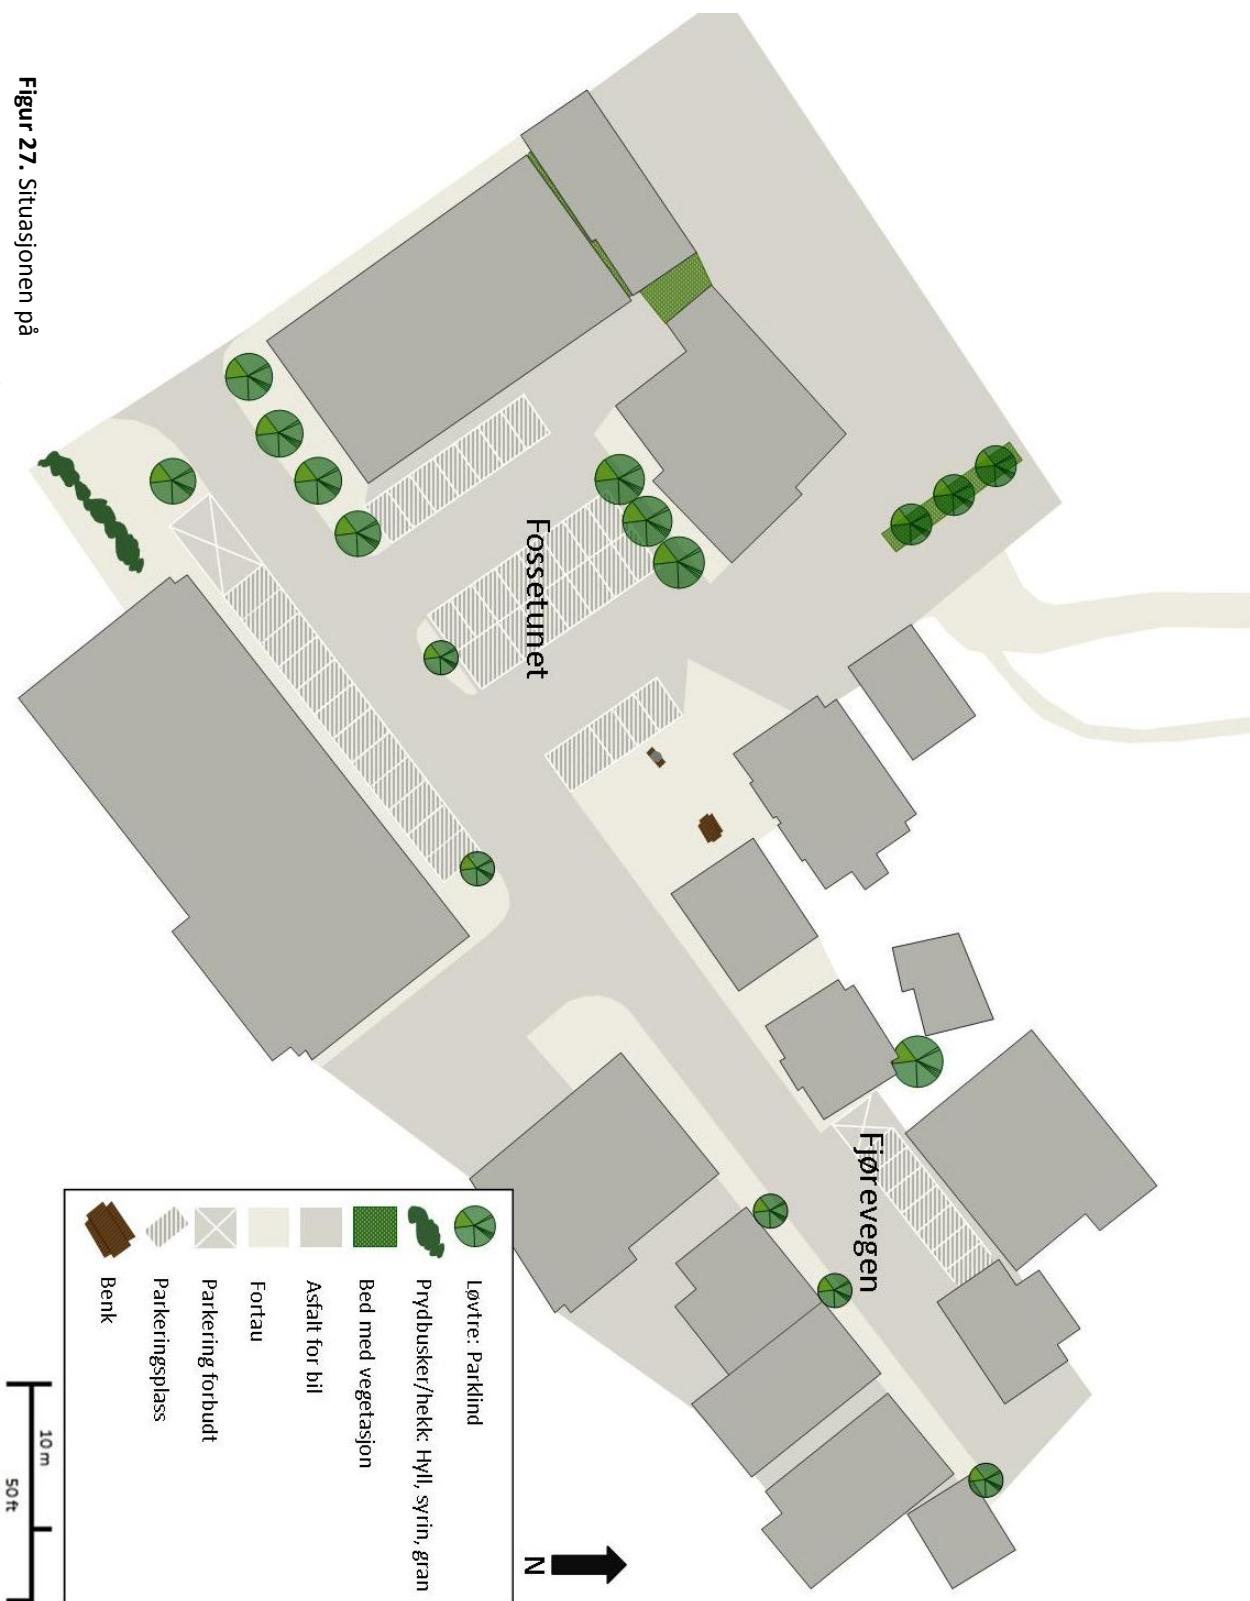 Figur 27. Situasjonen på
Fossetunet
Fjørevegen
Løvtre: Parklind
Prydbusker/hekk: Hyll, syrin, gran
Bed med vegetasjon
Asfalt for bil
Fortau
Parkering forbudt
Parkeringsplass
Benk
N
10 m
50 ft